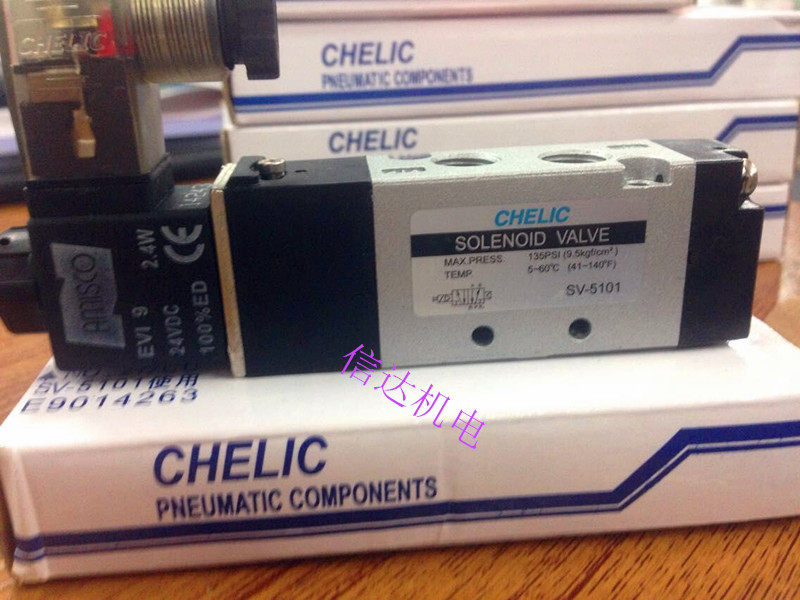 CHELIC
CHELIC
PNEUMATIC COMPONENTS
CHELIC
AMISCO
EVI 9 2.4W
24VDC
100%ED
CE
CHELIC
SOLENOID VALVE
MAX.PRESS. 135PSI (9.5kgf/cm²)
TEMP. 5~60℃ (41~140°F)
SV-5101
信达机电
SV-5101使用
E9014263
CHELIC
PNEUMATIC COMPONENTS